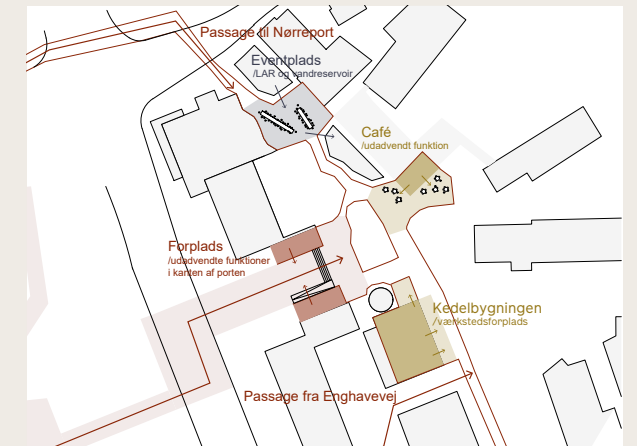 Passage til Nørreport
Eventplads
/LAR og vandreservoir
Café
/udadvendt funktion
Forplads
/udadvendte funktioner
i kanten af porten
Kedelbygningen
/værkstedsforplads
Passage fra Enghavevej